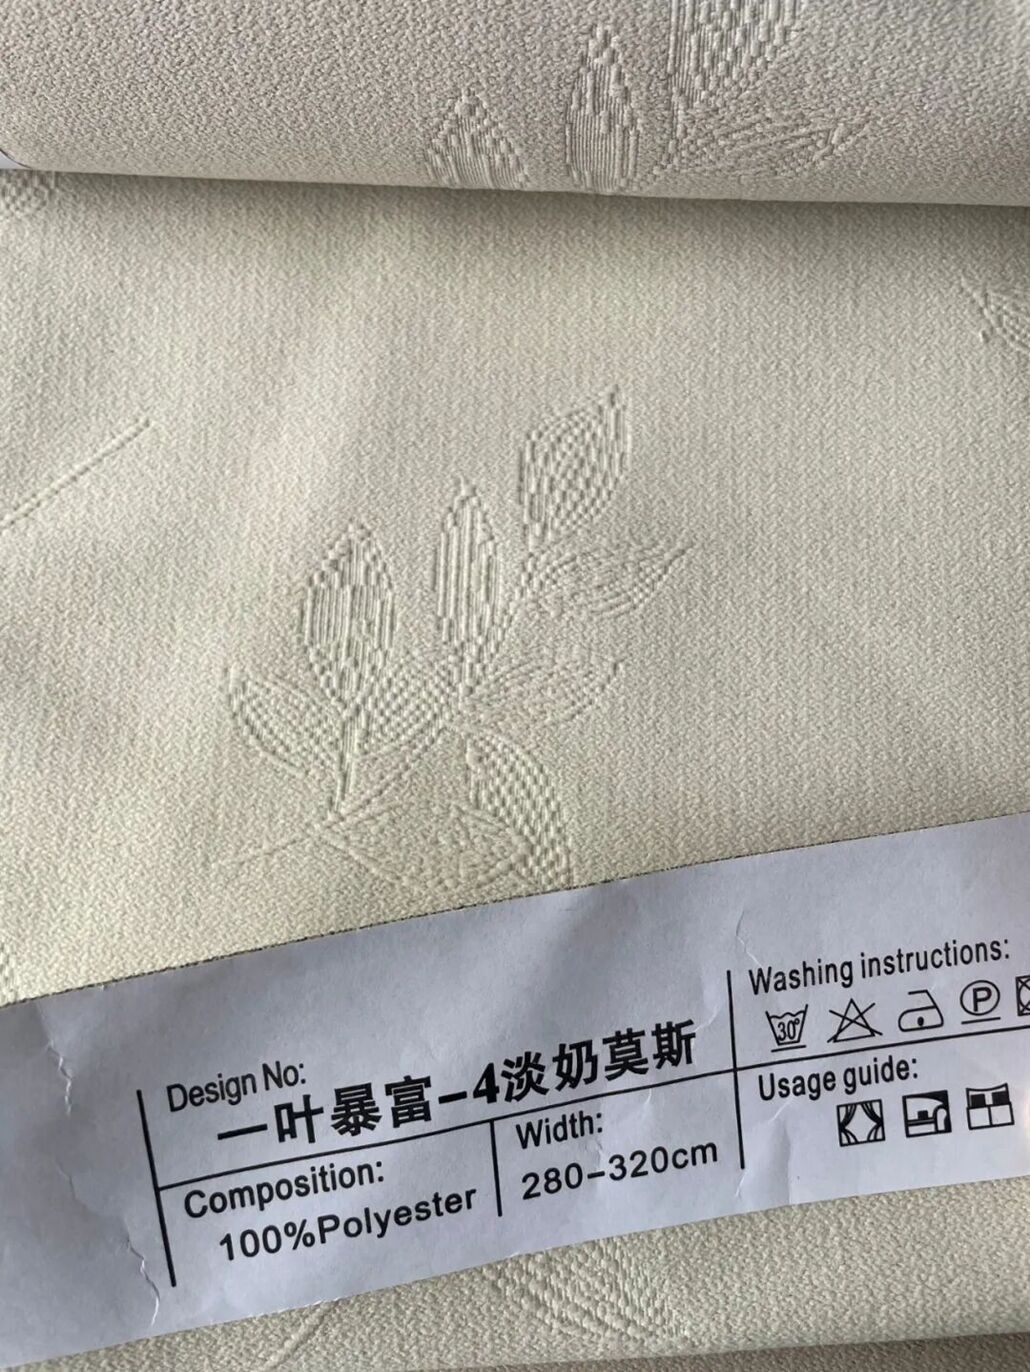 Design No:
一叶暴富-4淡奶莫斯
Composition:
100%Polyester
Width:
280-320cm
Washing instructions:
30°
P
Usage guide: